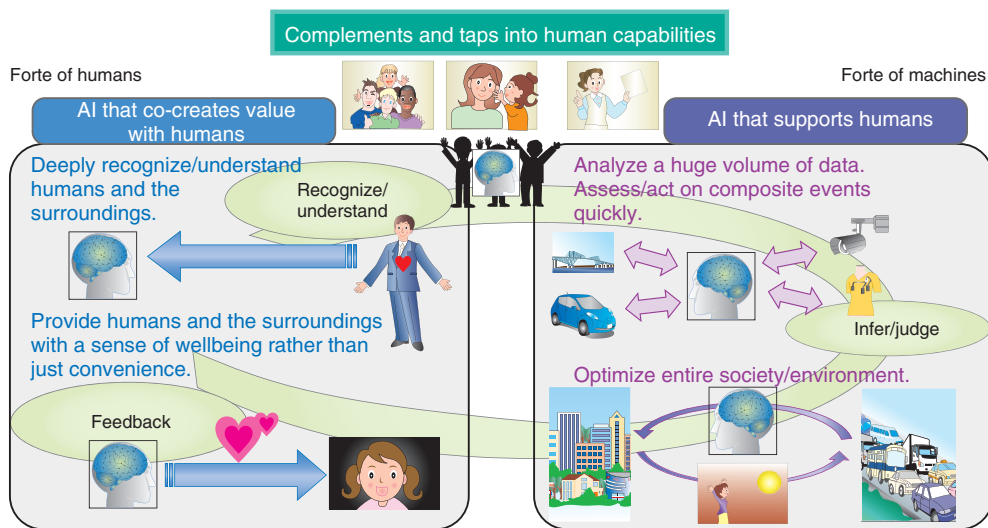 Complements and taps into human capabilities
Forte of humans
Forte of machines
AI that co-creates value
with humans
AI that supports humans
Deeply recognize/understand
humans and the
surroundings.
Recognize/
understand
Analyze a huge volume of data.
Assess/act on composite events
quickly.
Provide humans and the surroundings
with a sense of wellbeing rather than
just convenience.
Infer/judge
Optimize entire society/environment.
Feedback